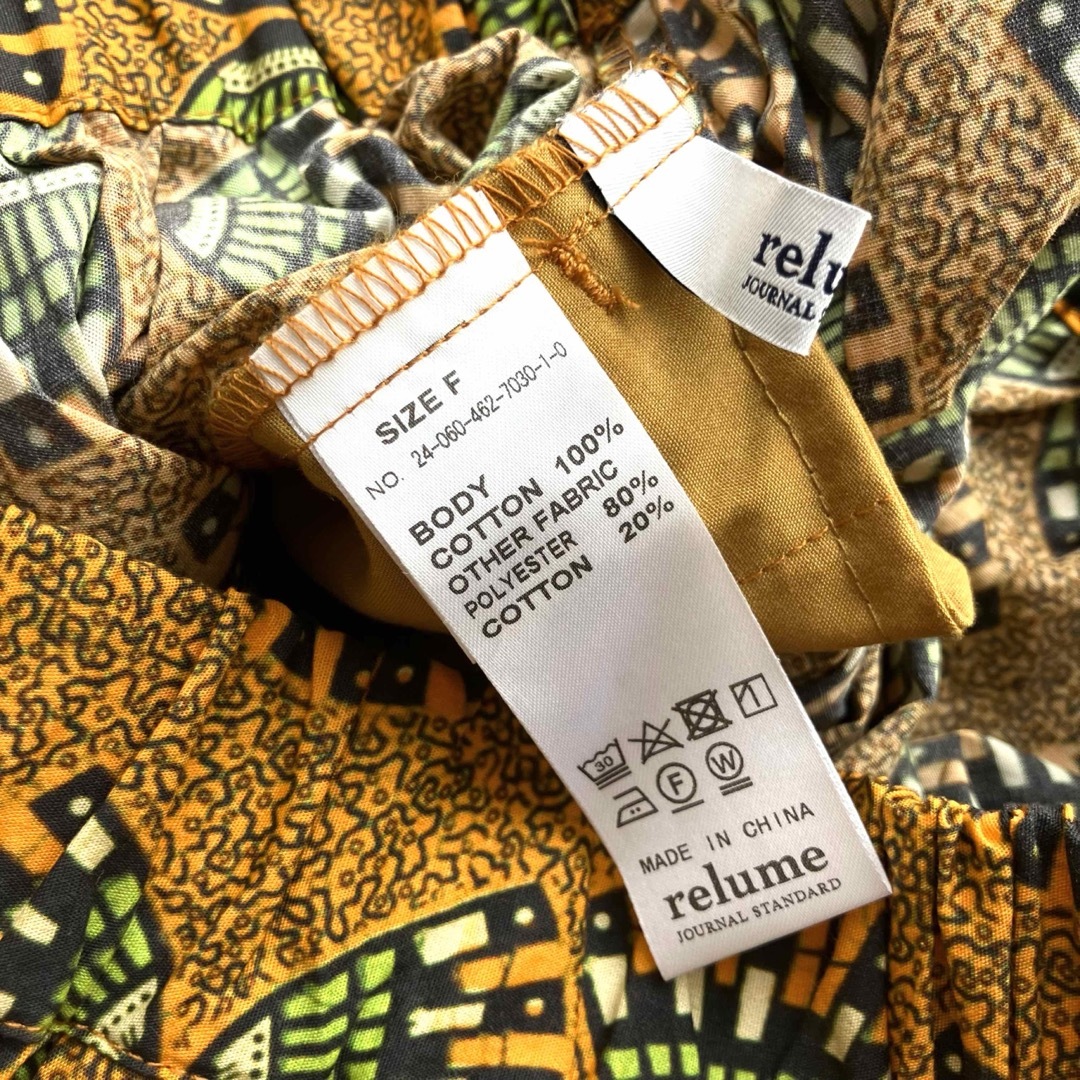 relu
JOURNAL S
SIZE F
NO. 24-060-462-7030-1-0
BODY
COTTON 100%
OTHER FABRIC
POLYESTER 80%
COTTON 20%
30
1
F
W
MADE IN CHINA
relume
JOURNAL STANDARD